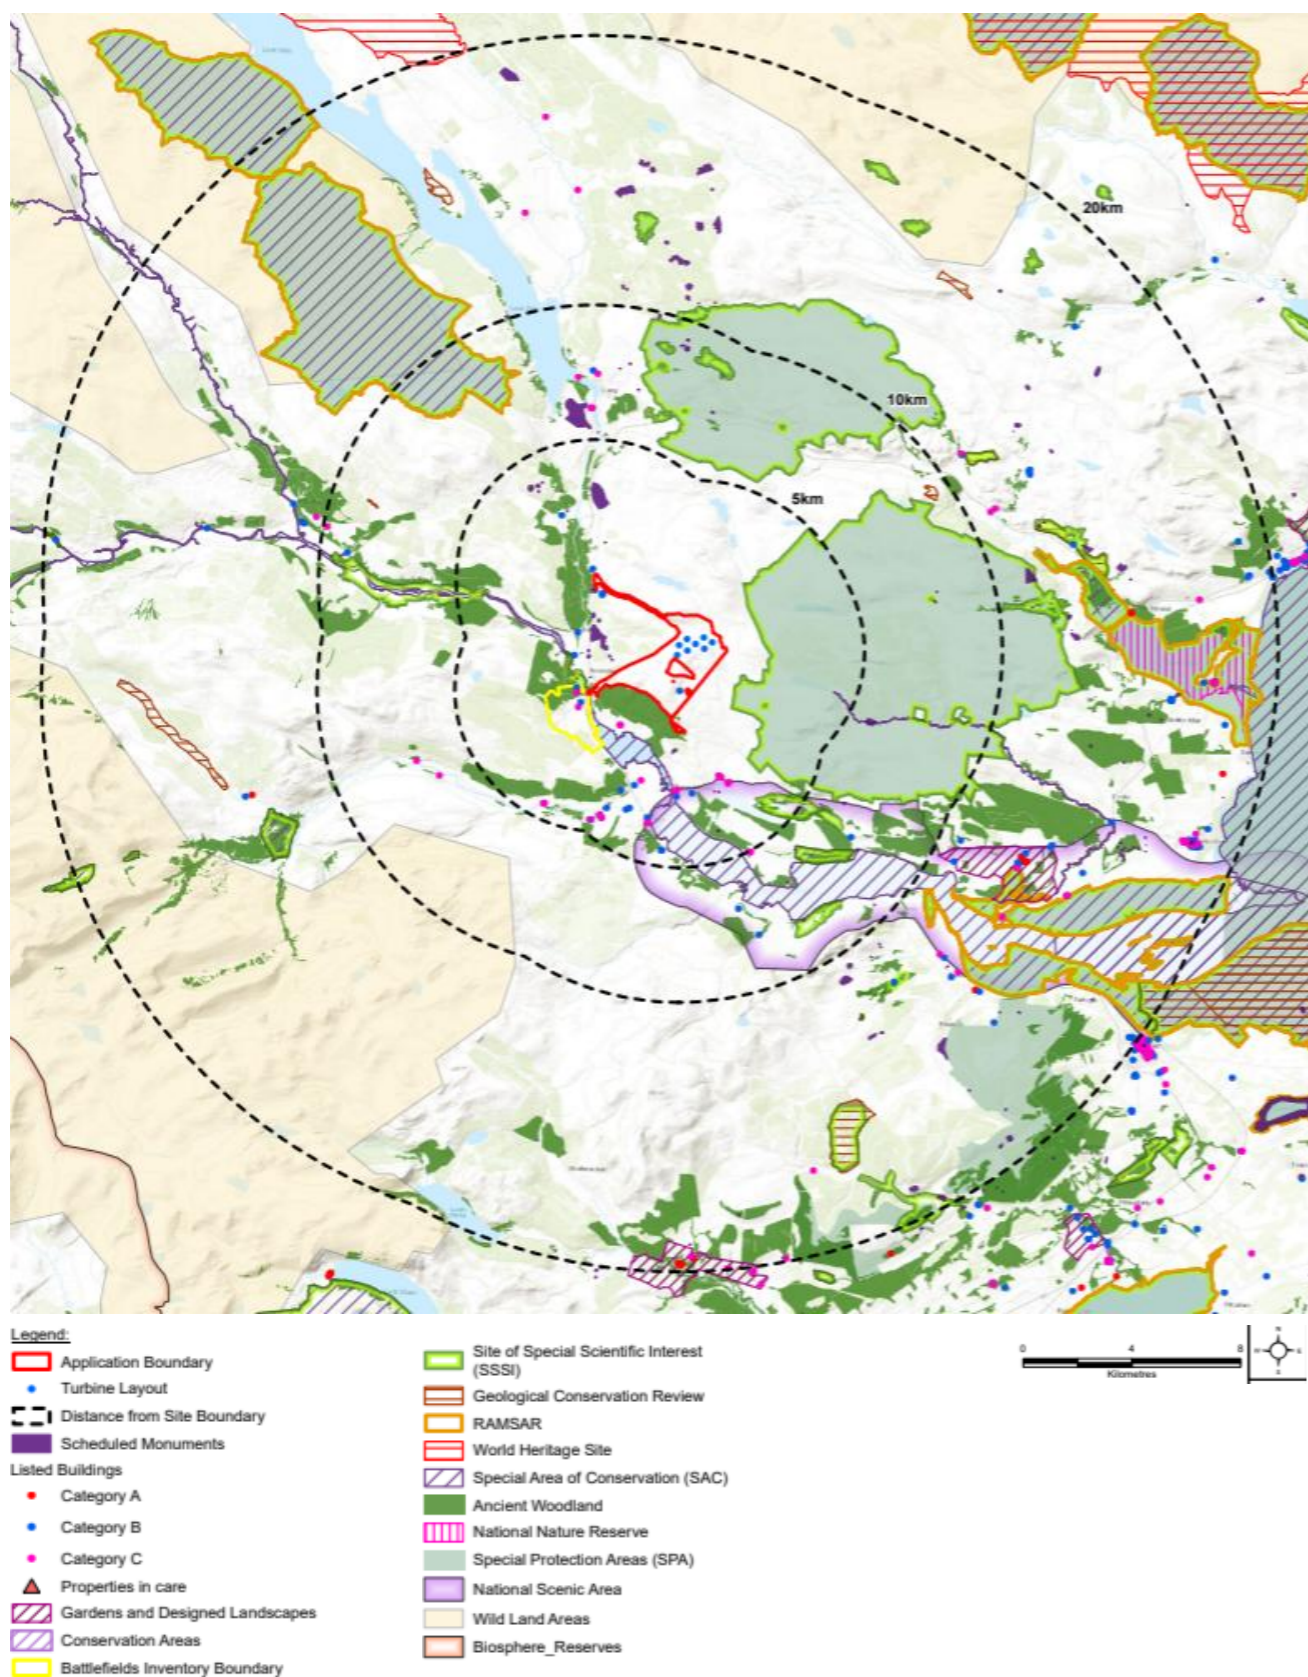 20km
10km
5km
Legend:
Application Boundary
Turbine Layout
Distance from Site Boundary
Scheduled Monuments
Listed Buildings
Category A
Category B
Category C
Properties in care
Gardens and Designed Landscapes
Conservation Areas
Battlefields Inventory Boundary
Site of Special Scientific Interest
(SSSI)
Geological Conservation Review
RAMSAR
World Heritage Site
Special Area of Conservation (SAC)
Ancient Woodland
National Nature Reserve
Special Protection Areas (SPA)
National Scenic Area
Wild Land Areas
Biosphere_Reserves
0 4 8
Kilometres
N
W E
S